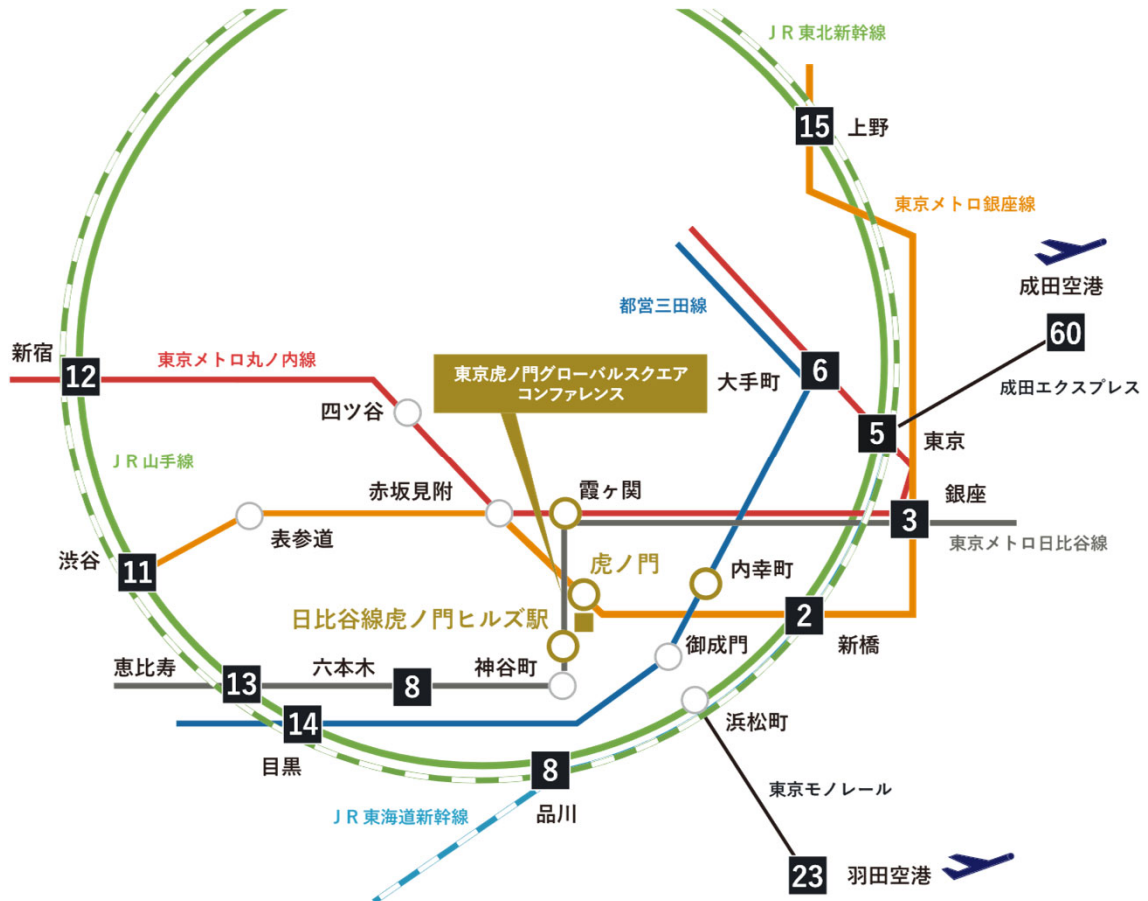 JR東北新幹線
15
上野
東京メトロ銀座線
成田空港
60
成田エクスプレス
都営三田線
新宿
12
東京メトロ丸ノ内線
東京虎ノ門グローバルスクエア
コンファレンス
大手町
6
四ツ谷
5
東京
JR山手線
赤坂見附
霞ヶ関
銀座
3
表参道
東京メトロ日比谷線
渋谷
11
虎ノ門
内幸町
日比谷線虎ノ門ヒルズ駅
2
新橋
御成門
恵比寿
13
六本木
8
神谷町
14
目黒
浜松町
8
品川
東京モノレール
JR東海道新幹線
23
羽田空港